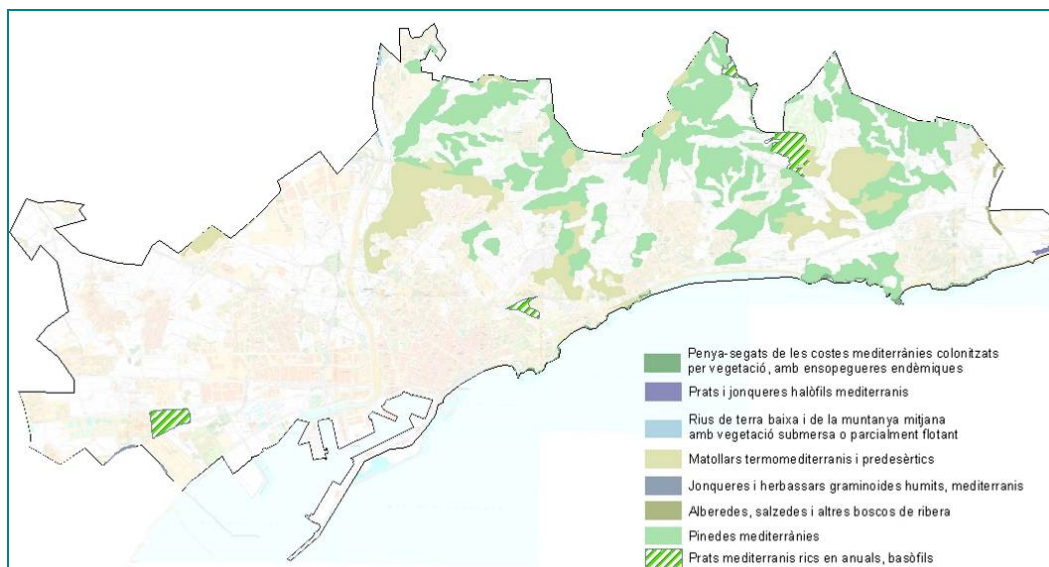 Penya-segats de les costes mediterrànies colonitzats
per vegetació, amb ensopegueres endèmiques
Prats i jonqueres halòfils mediterranis
Rius de terra baixa i de la muntanya mitjana
amb vegetació submersa o parcialment flotant
Matollars termomediterranis i predesèrtics
Jonqueres i herbassars graminoides humits, mediterranis
Alberedes, salzedes i altres boscos de ribera
Pinedes mediterrànies
Prats mediterranis rics en anuals, basòfils